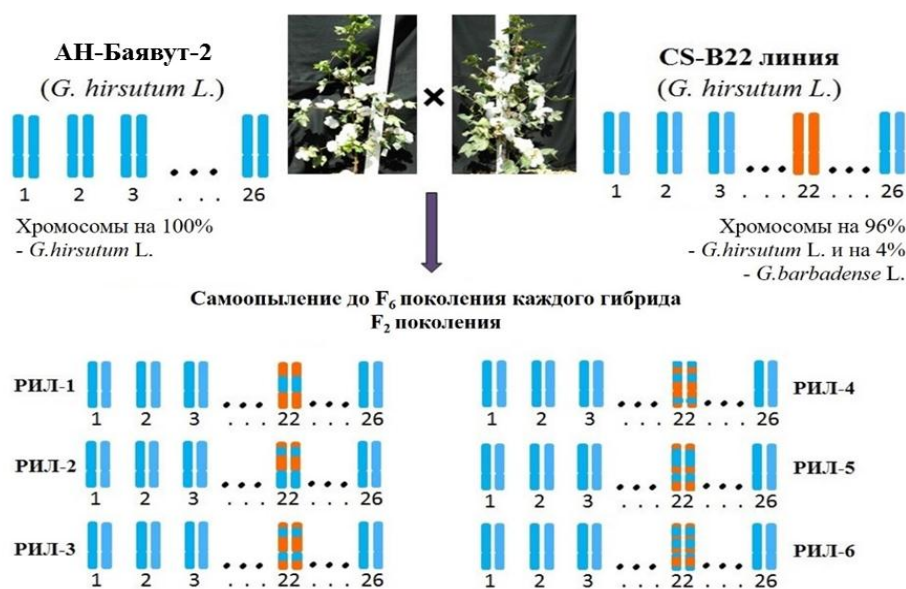 АН-Баявут-2
(G. hirsutum L.)
1 2 3 . . . 26
Хромосомы на 100%
- G.hirsutum L.
×
CS-B22 линия
(G. hirsutum L.)
1 2 3 . . . 22 . . . 26
Хромосомы на 96%
- G.hirsutum L. и на 4%
- G.barbadense L.
Самоопыление до F6 поколения каждого гибрида
F2 поколения
РИЛ-1
1 2 3 . . . 22 . . . 26
РИЛ-2
1 2 3 . . . 22 . . . 26
РИЛ-3
1 2 3 . . . 22 . . . 26
РИЛ-4
1 2 3 . . . 22 . . . 26
РИЛ-5
1 2 3 . . . 22 . . . 26
РИЛ-6
1 2 3 . . . 22 . . . 26